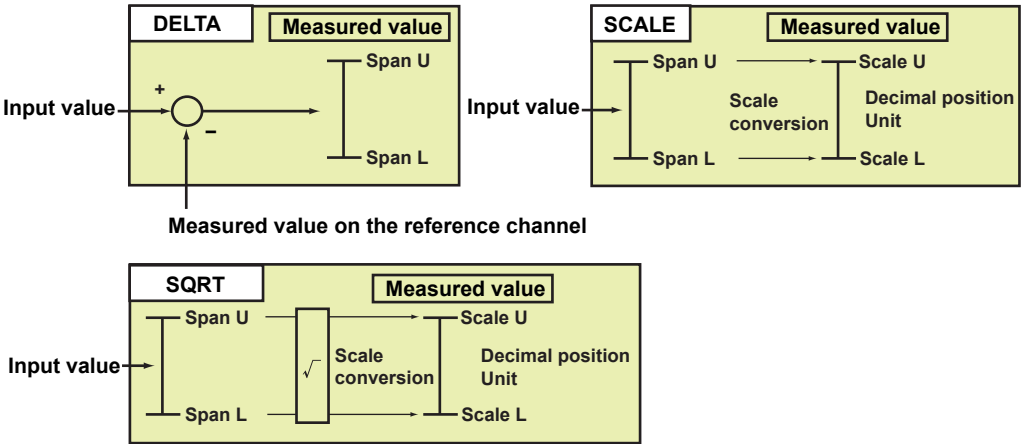 DELTA
Measured value
Span U
+
Input value
−
Span L
Measured value on the reference channel
SCALE
Measured value
Span U
Scale U
Input value
Scale
conversion
Decimal position
Unit
Span L
Scale L
SQRT
Measured value
Span U
Scale U
Input value
√
Scale
conversion
Decimal position
Unit
Span L
Scale L